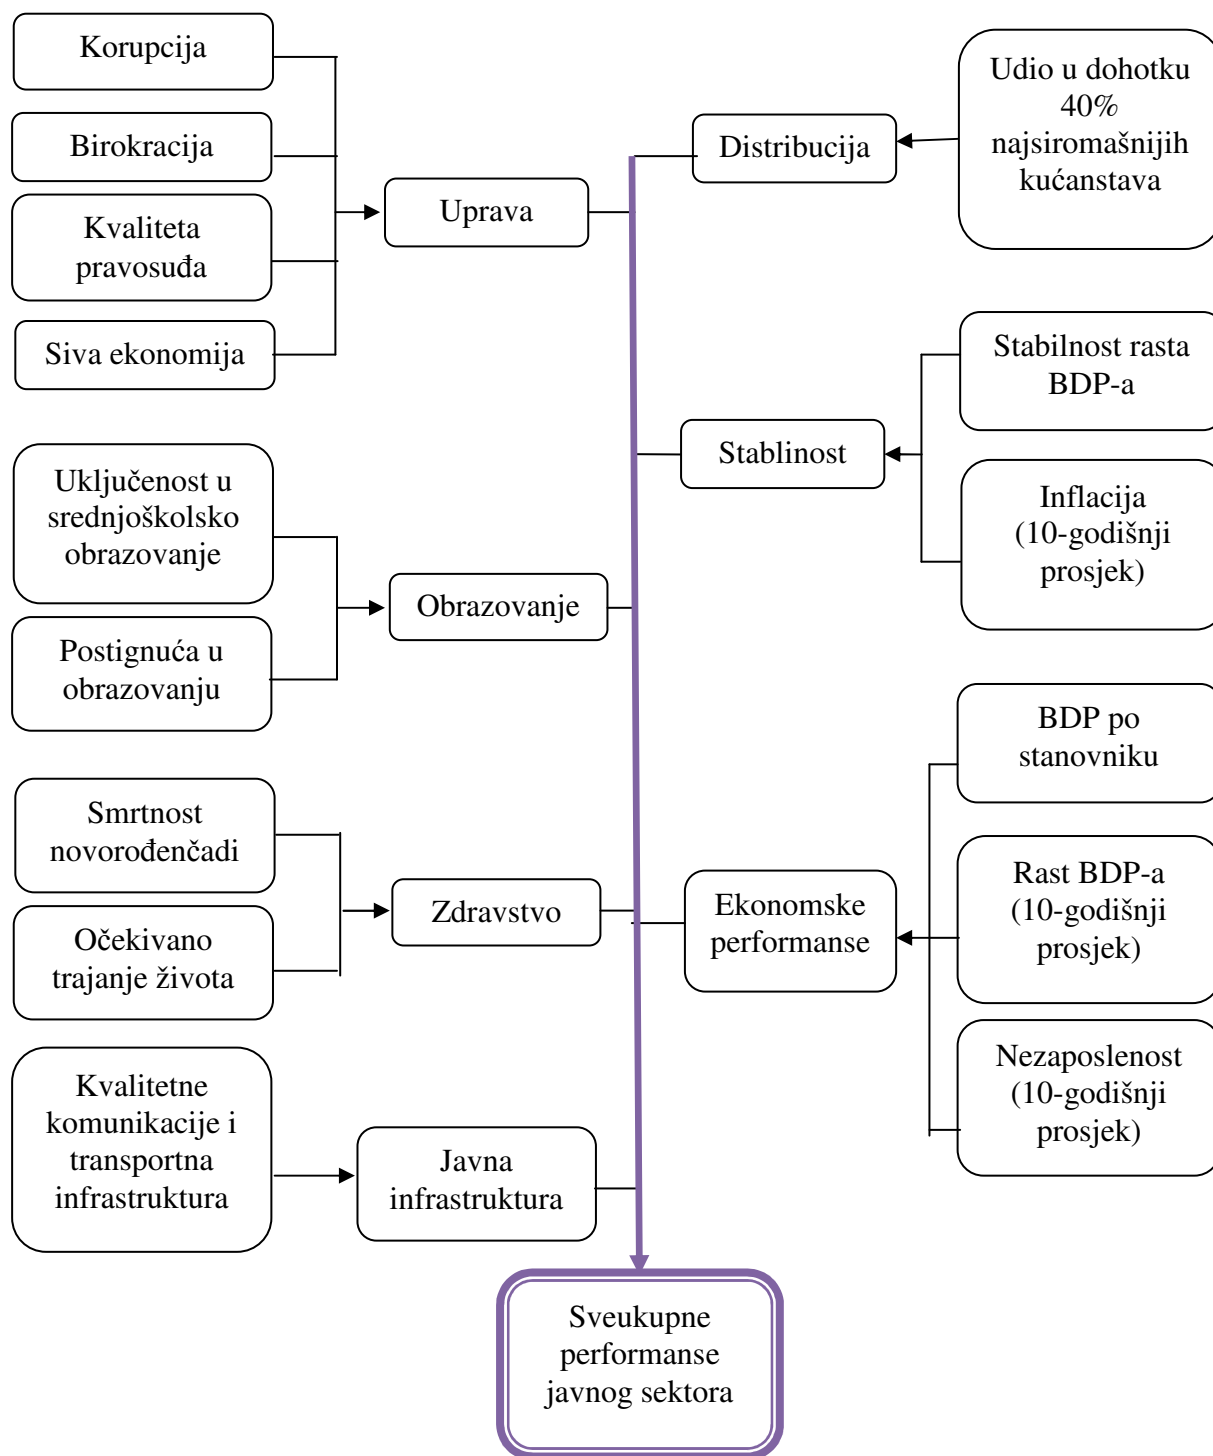 Korupcija
Birokracija
Kvaliteta
pravosuđa
Siva ekonomija
Uprava
Uključenost u
srednjoškolsko
obrazovanje
Postignuća u
obrazovanju
Obrazovanje
Smrtnost
novorođenčadi
Očekivano
trajanje života
Zdravstvo
Kvalitetne
komunikacije i
transportna
infrastruktura
Javna
infrastruktura
Distribucija
Udio u dohotku
40%
najsiromašnijih
kućanstava
Stablinost
Stabilnost rasta
BDP-a
Inflacija
(10-godišnji
prosjek)
Ekonomske
performanse
BDP po
stanovniku
Rast BDP-a
(10-godišnji
prosjek)
Nezaposlenost
(10-godišnji
prosjek)
Sveukupne
performanse
javnog sektora